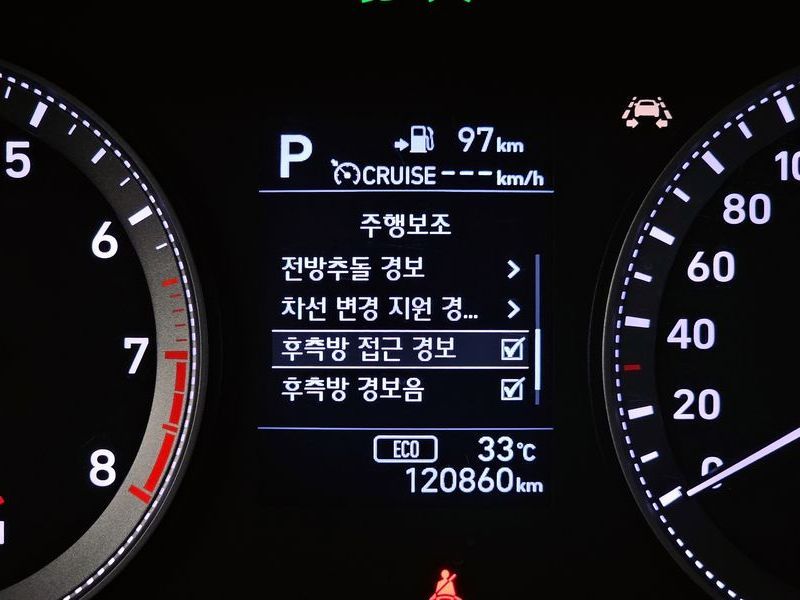 P 97km
CRUISE---km/h
주행보조
전방추돌 경보
차선 변경 지원 경...
후측방 접근 경보
후측방 경보음
ECO 33°C
120860km
5
6
7
8
80
60
40
20
0